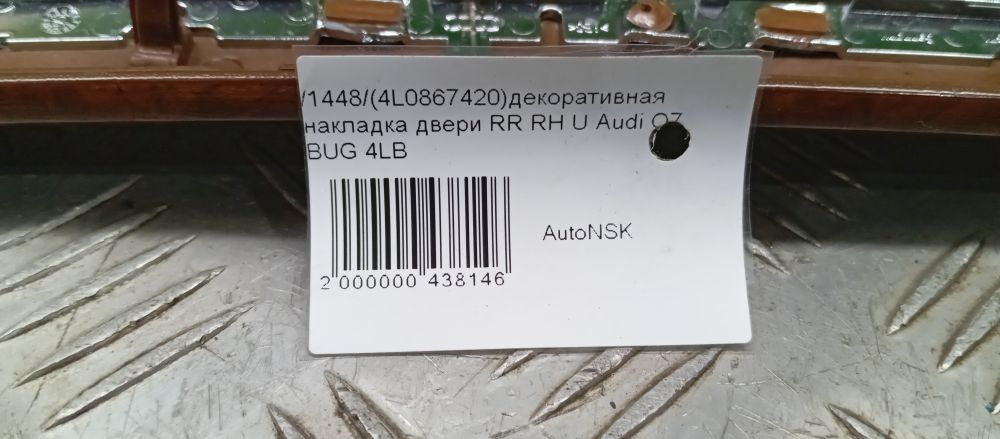 /1448/(4L0867420)декоративная
накладка двери RR RH U Audi Q7
BUG 4LB
AutoNSK
2 000000 438146